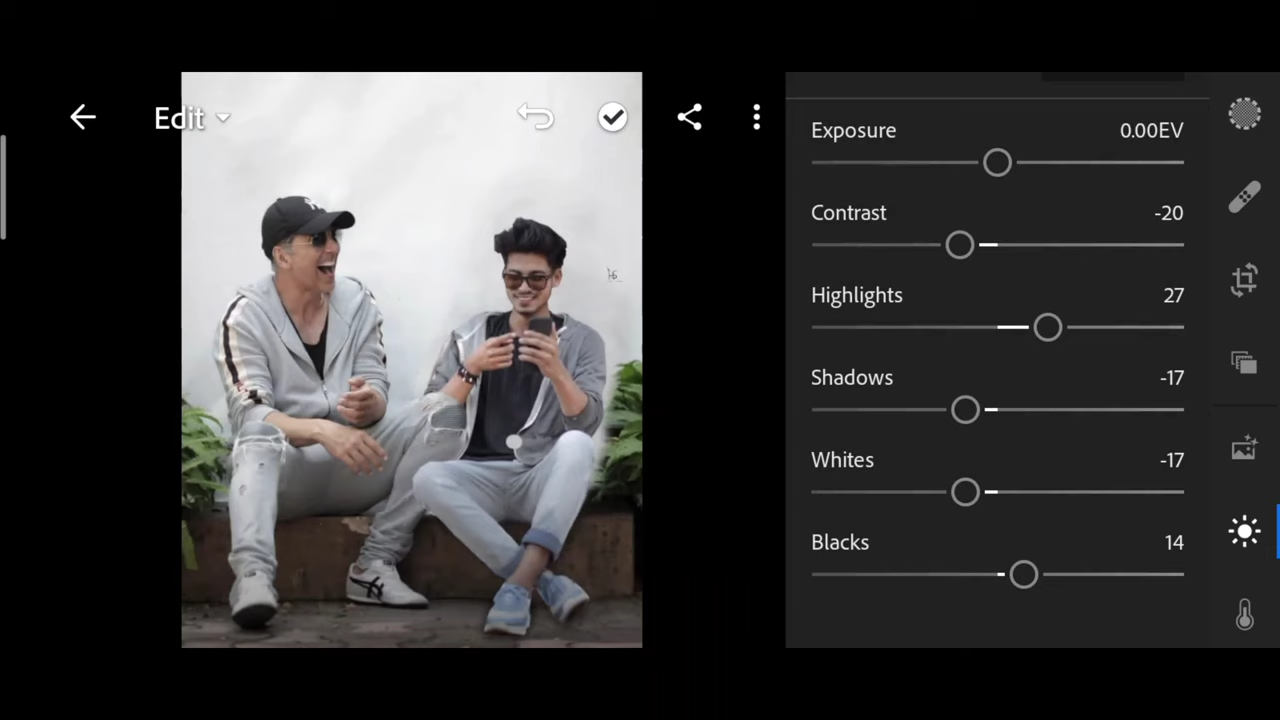 Edit
Exposure 0.00EV
Contrast -20
Highlights 27
Shadows -17
Whites -17
Blacks 14